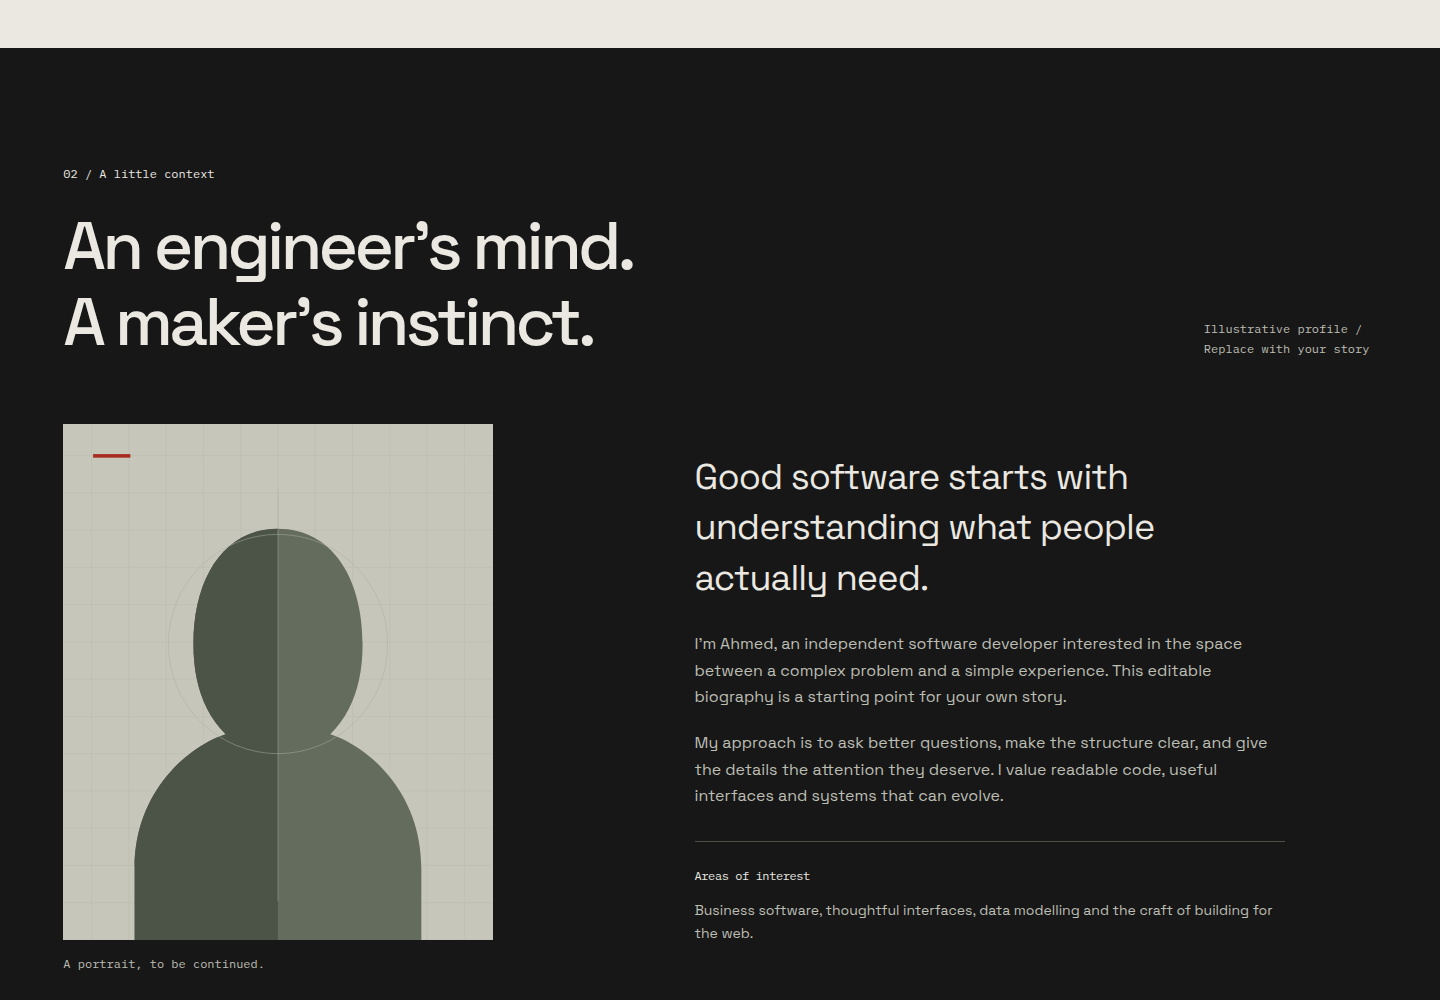 02 / A little context
An engineer’s mind.
A maker’s instinct.
Illustrative profile /
Replace with your story
Good software starts with
understanding what people
actually need.
I’m Ahmed, an independent software developer interested in the space
between a complex problem and a simple experience. This editable
biography is a starting point for your own story.
My approach is to ask better questions, make the structure clear, and give
the details the attention they deserve. I value readable code, useful
interfaces and systems that can evolve.
Areas of interest
Business software, thoughtful interfaces, data modelling and the craft of building for
the web.
A portrait, to be continued.